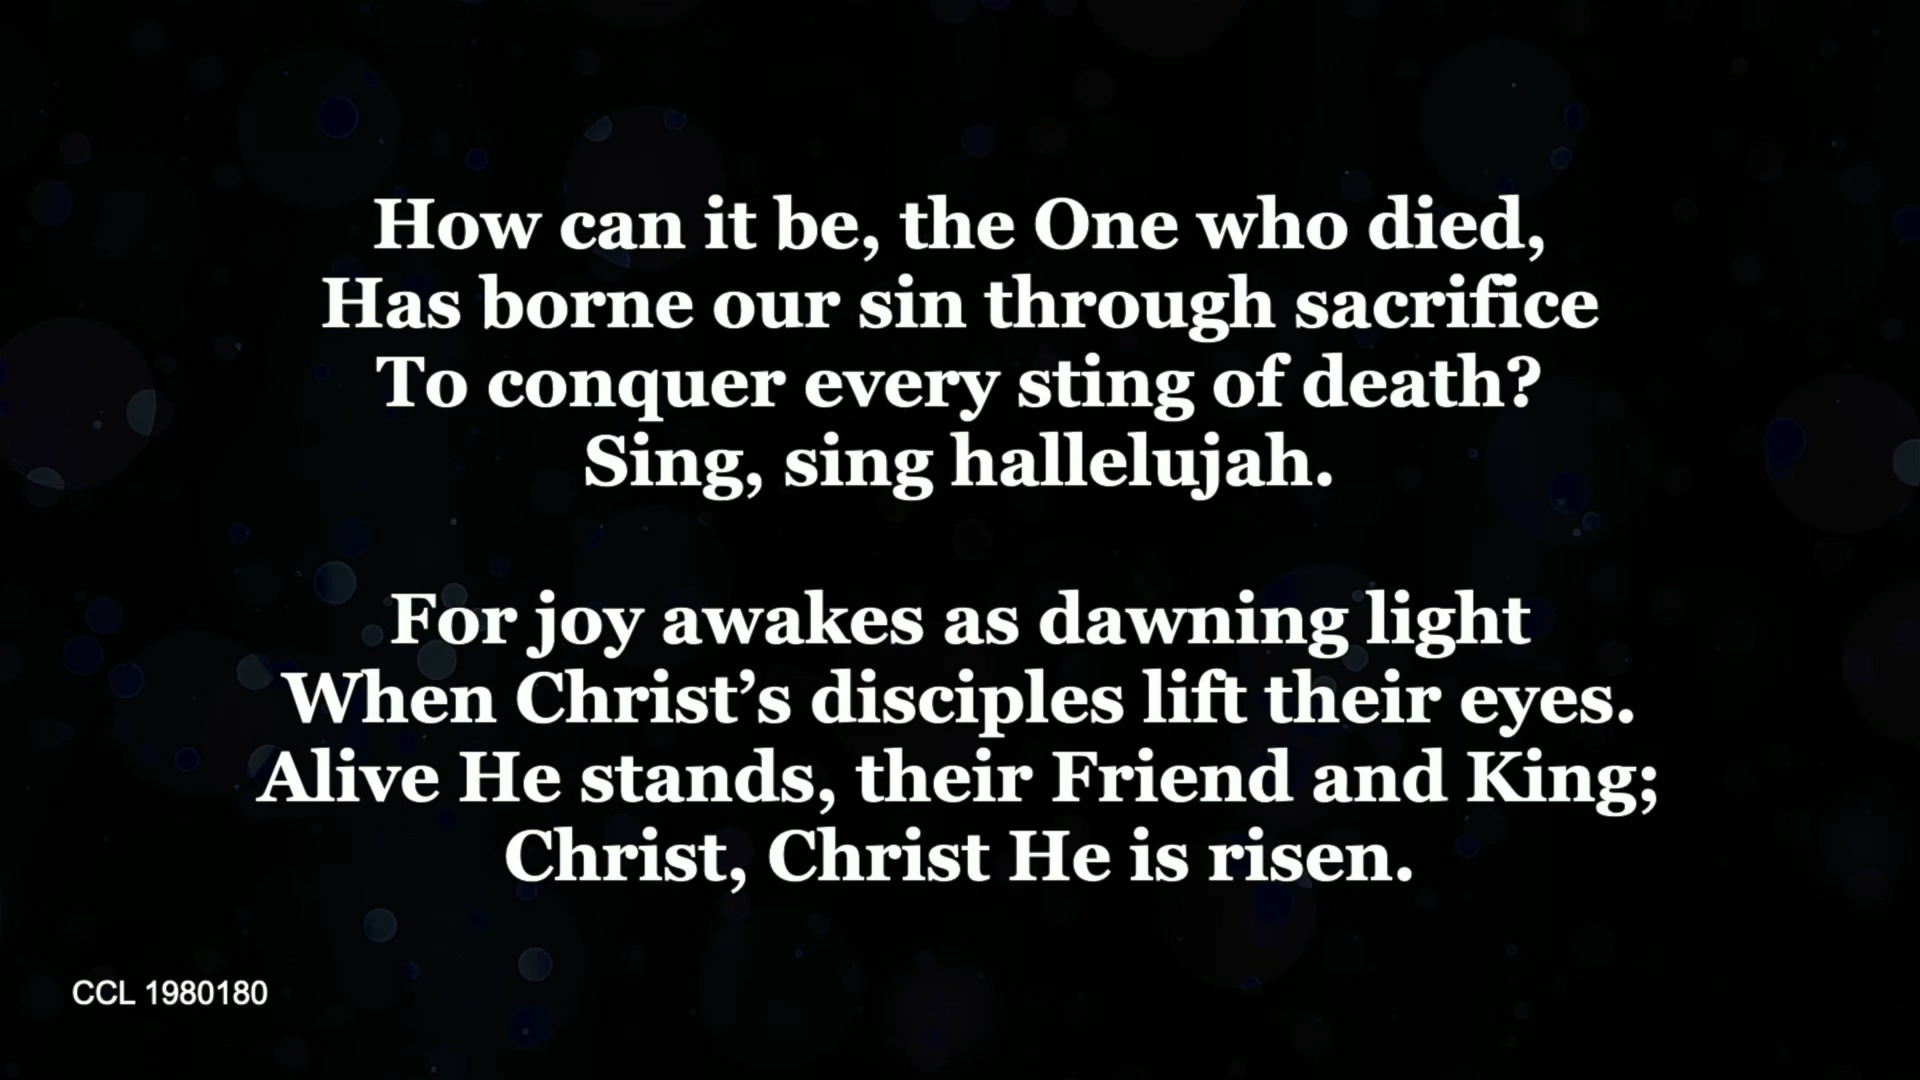 How can it be, the One who died,
Has borne our sin through sacrifice
To conquer every sting of death?
Sing, sing hallelujah.
For joy awakes as dawning light
When Christ’s disciples lift their eyes.
Alive He stands, their Friend and King;
Christ, Christ He is risen.
CCL 1980180